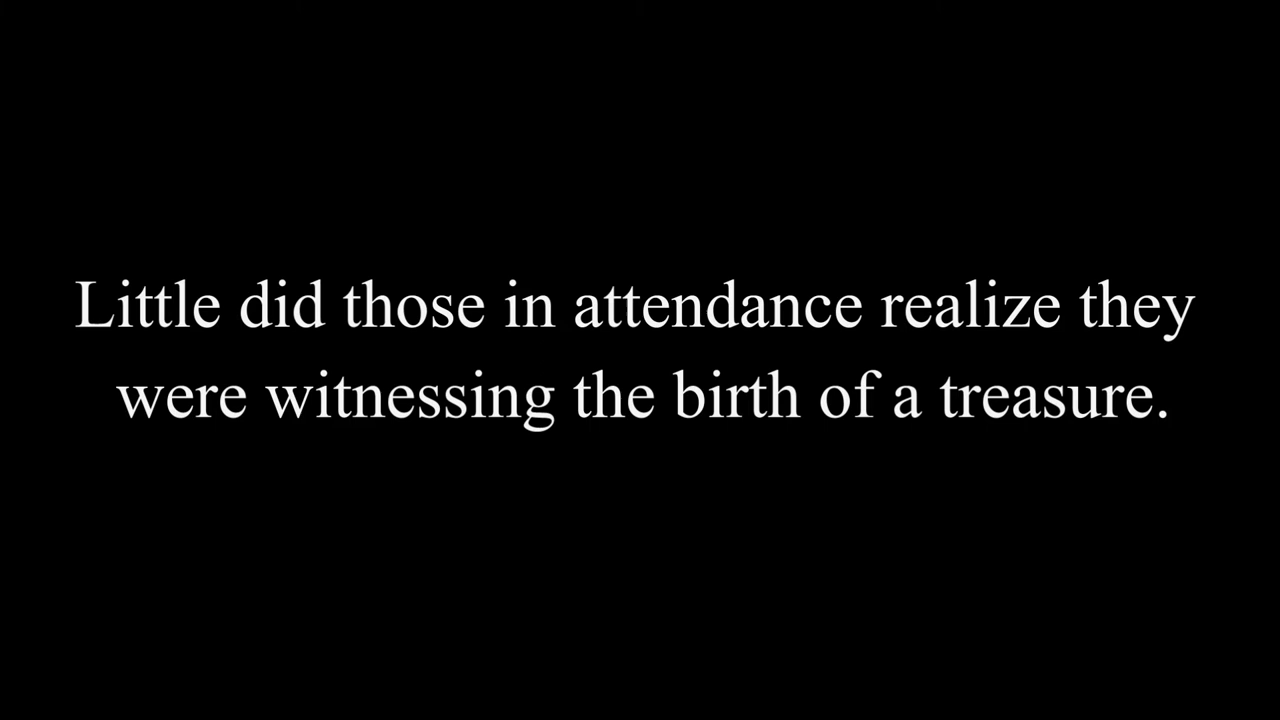 Little did those in attendance realize they
were witnessing the birth of a treasure.